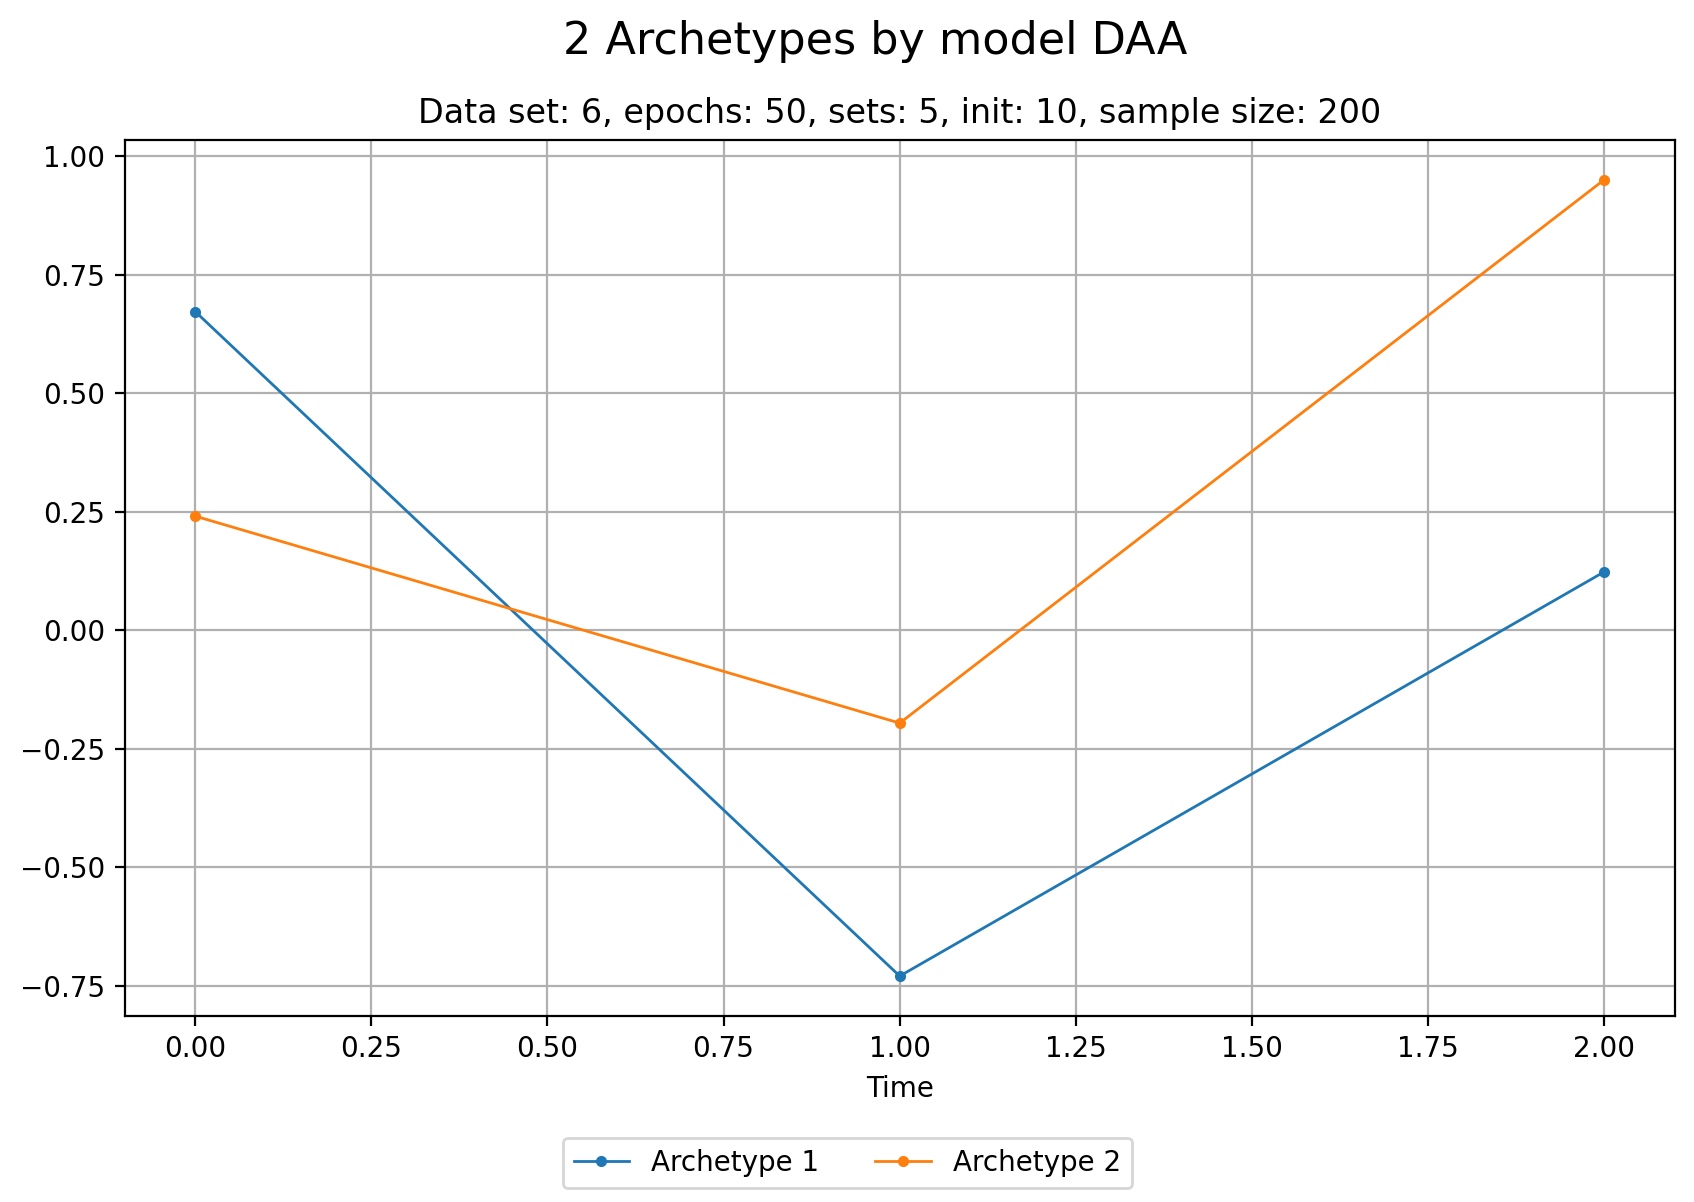 2 Archetypes by model DAA
Data set: 6, epochs: 50, sets: 5, init: 10, sample size: 200
1.00
0.75
0.50
0.25
0.00
−0.25
−0.50
−0.75
0.00 0.25 0.50 0.75 1.00 1.25 1.50 1.75 2.00
Time
Archetype 1 Archetype 2